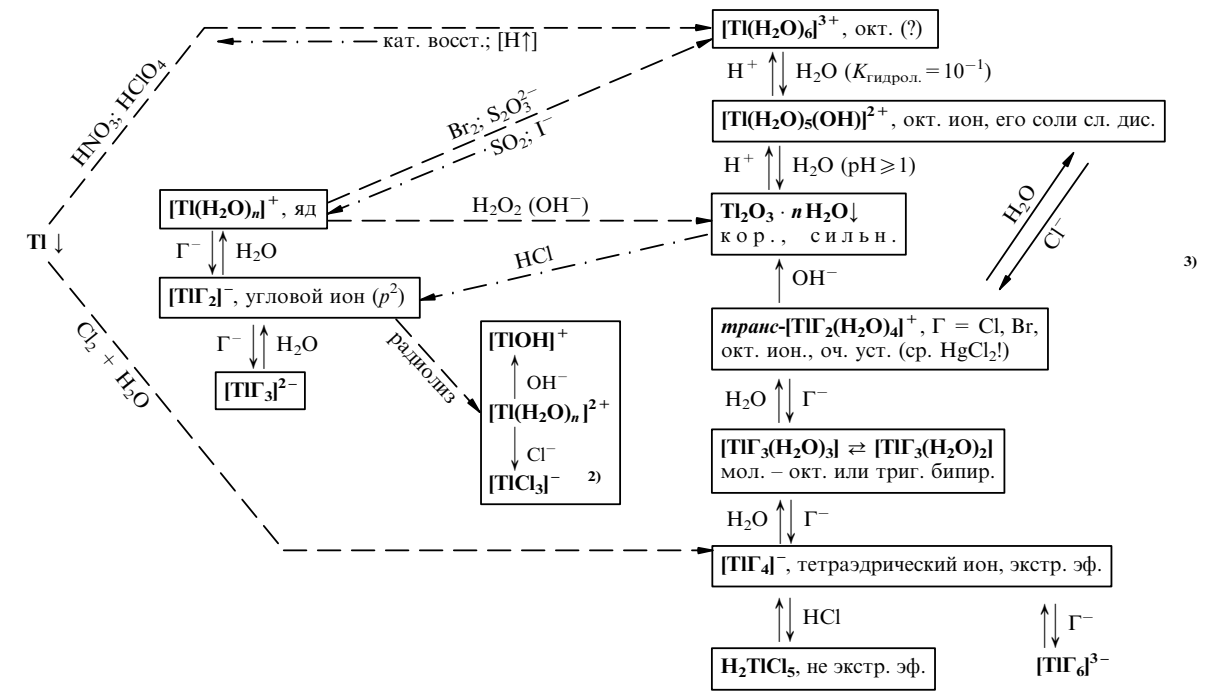 [Tl(H₂O)₆]³⁺, окт. (?)
кат. восст.; [H↑]
HNO₃; HClO₄
H⁺ H₂O (Kгидрол. = 10⁻¹)
Br₂; S₂O₃²⁻
SO₂; I⁻
[Tl(H₂O)₅(OH)]²⁺, окт. ион, его соли сл. дис.
H⁺ H₂O (pH ⩾ 1)
[Tl(H₂O)ₙ]⁺, яд
H₂O₂ (OH⁻)
Tl₂O₃ · nH₂O↓
кор., сильн.
H₂O
Cl⁻
Tl ↓
Г⁻ H₂O
HCl
3)
OH⁻
[TlГ₂]⁻, угловой ион (p²)
транс-[TlГ₂(H₂O)₄]⁺, Г = Cl, Br,
окт. ион., оч. уст. (ср. HgCl₂!)
Г⁻ H₂O
радиолиз
[TlOH]⁺
Cl₂ + H₂O
[TlГ₃]²⁻
OH⁻
H₂O Г⁻
[Tl(H₂O)ₙ]²⁺
Cl⁻
[TlCl₃]⁻ 2)
[TlГ₃(H₂O)₃] ⇄ [TlГ₃(H₂O)₂]
мол. – окт. или триг. бипир.
H₂O Г⁻
[TlГ₄]⁻, тетраэдрический ион, экстр. эф.
HCl
Г⁻
H₂TlCl₅, не экстр. эф.
[TlГ₆]³⁻